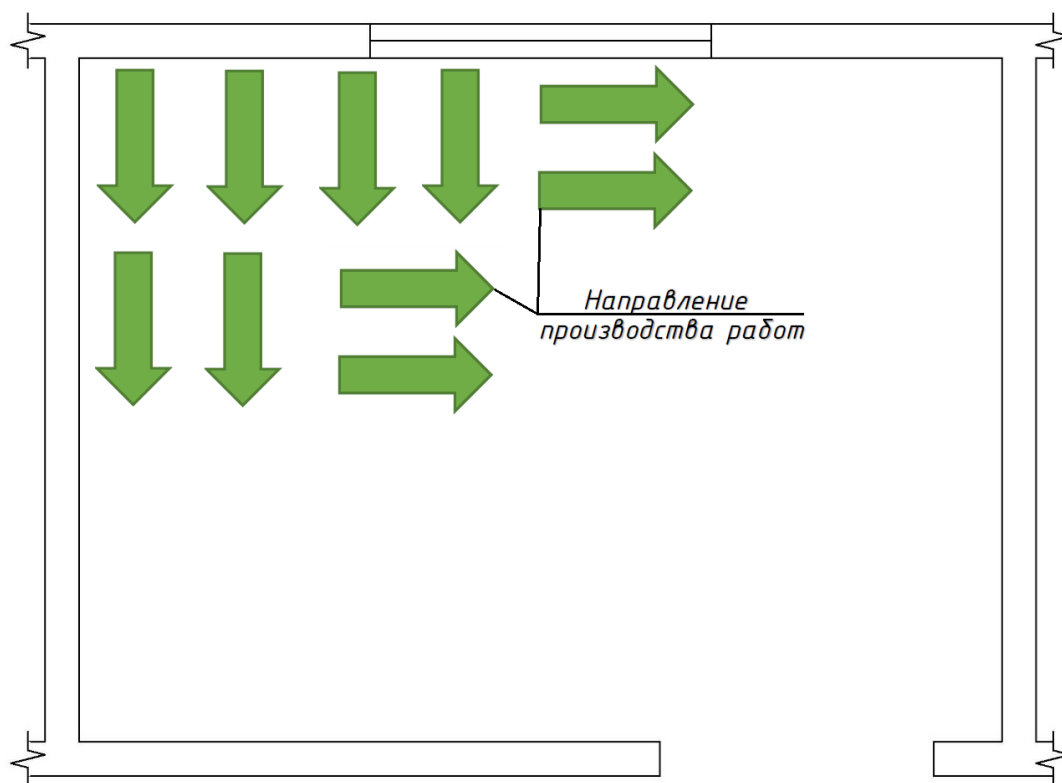 Направление
производства работ